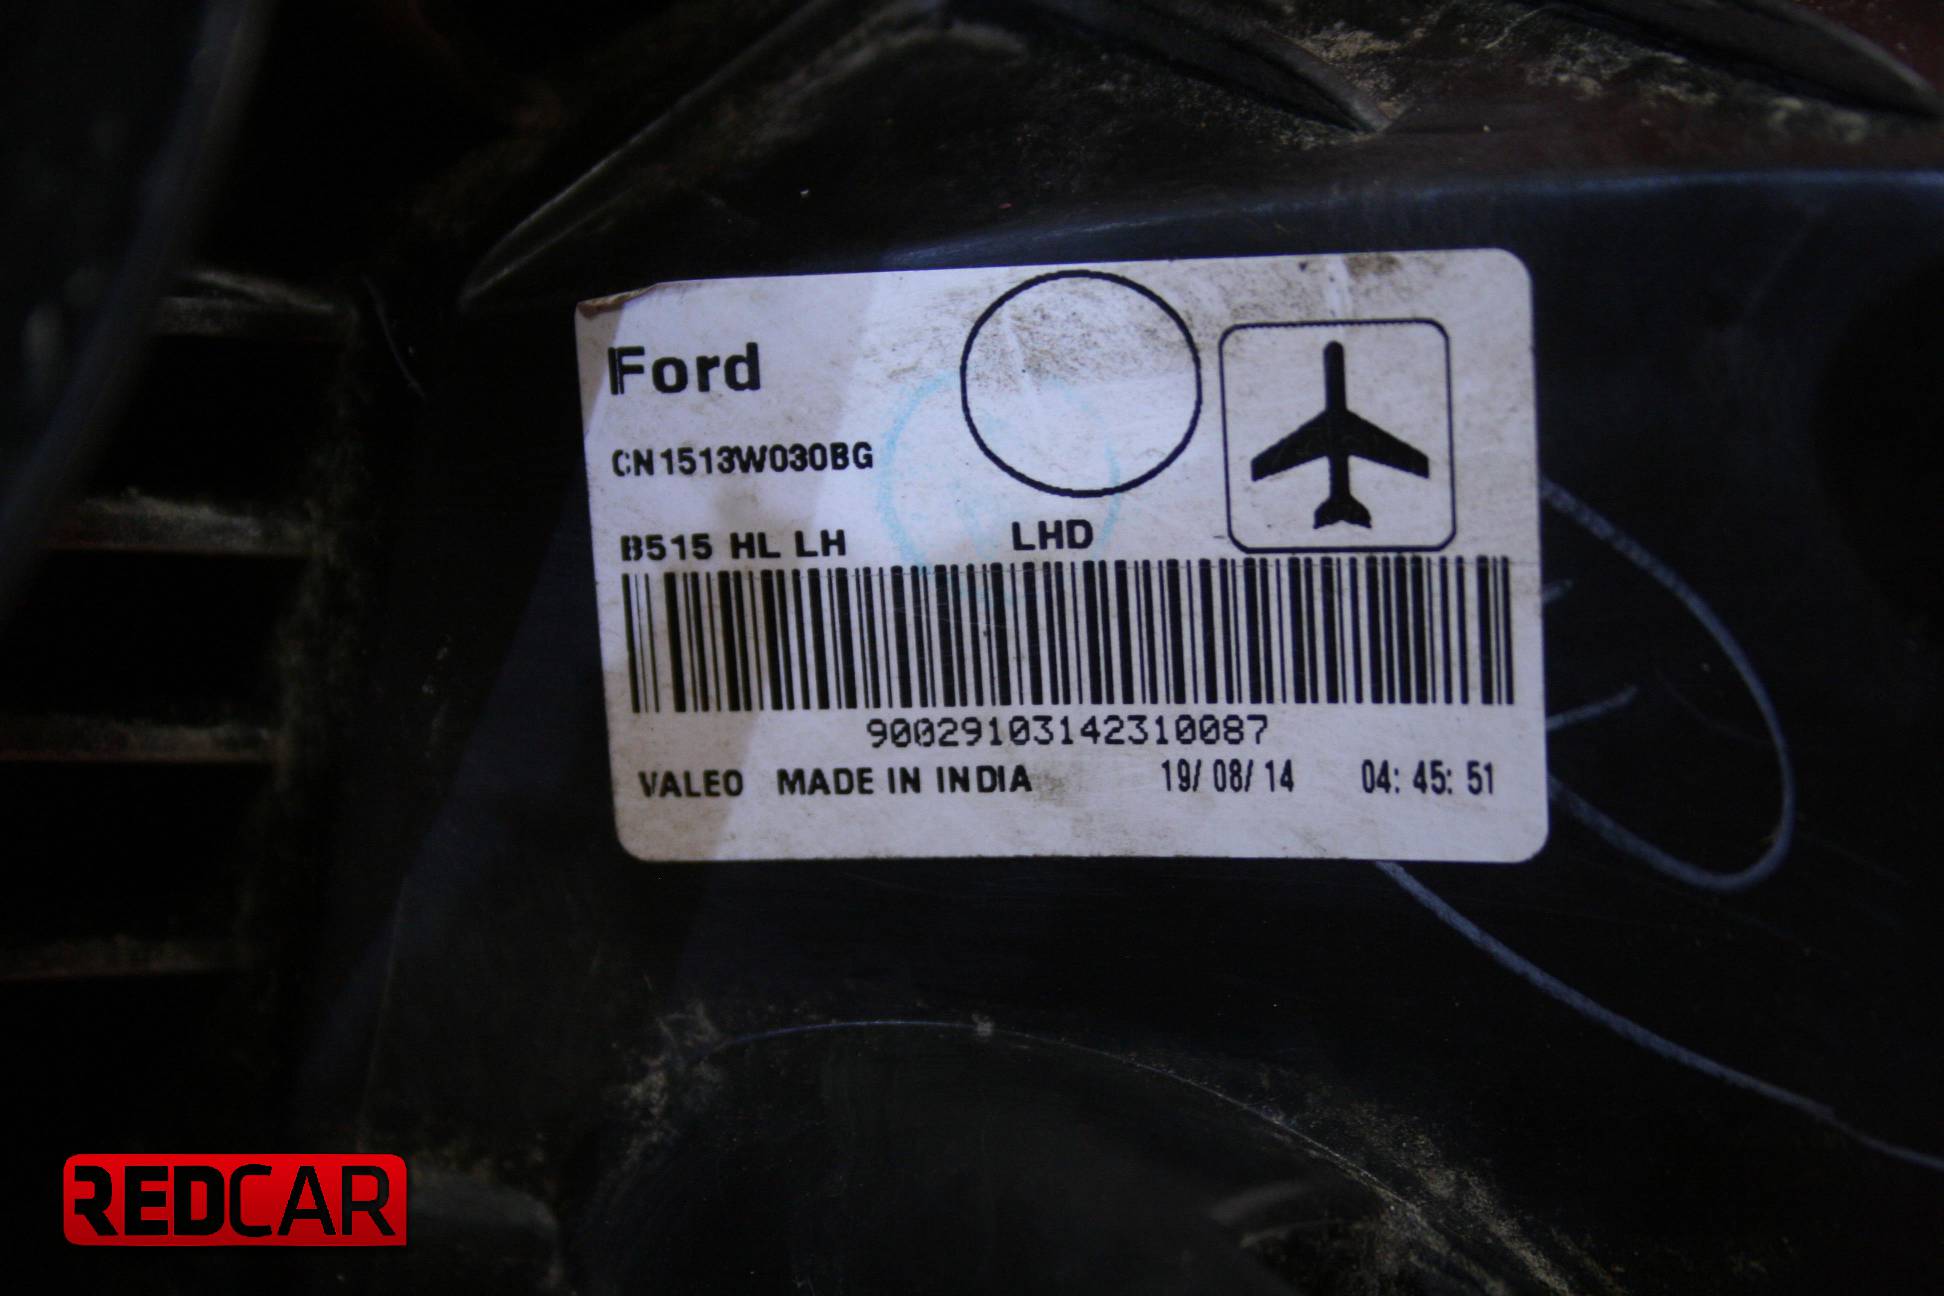 Ford
CN1513W030BG
B515 HL LH LHD
90029103142310087
VALEO MADE IN INDIA 19/ 08/ 14 04: 45: 51
REDCAR